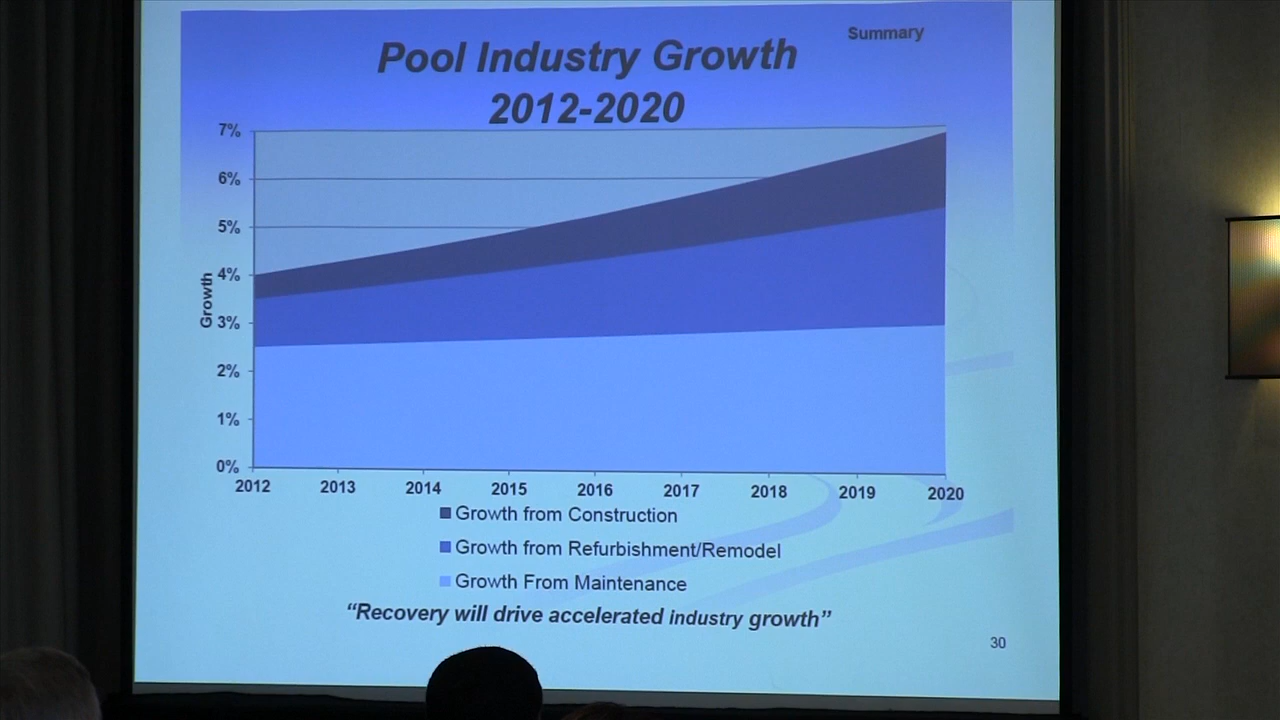 Summary
Pool Industry Growth
2012-2020
7%
6%
5%
4%
3%
2%
1%
0%
Growth
2012 2013 2014 2015 2016 2017 2018 2019 2020
Growth from Construction
Growth from Refurbishment/Remodel
Growth From Maintenance
“Recovery will drive accelerated industry growth”
30